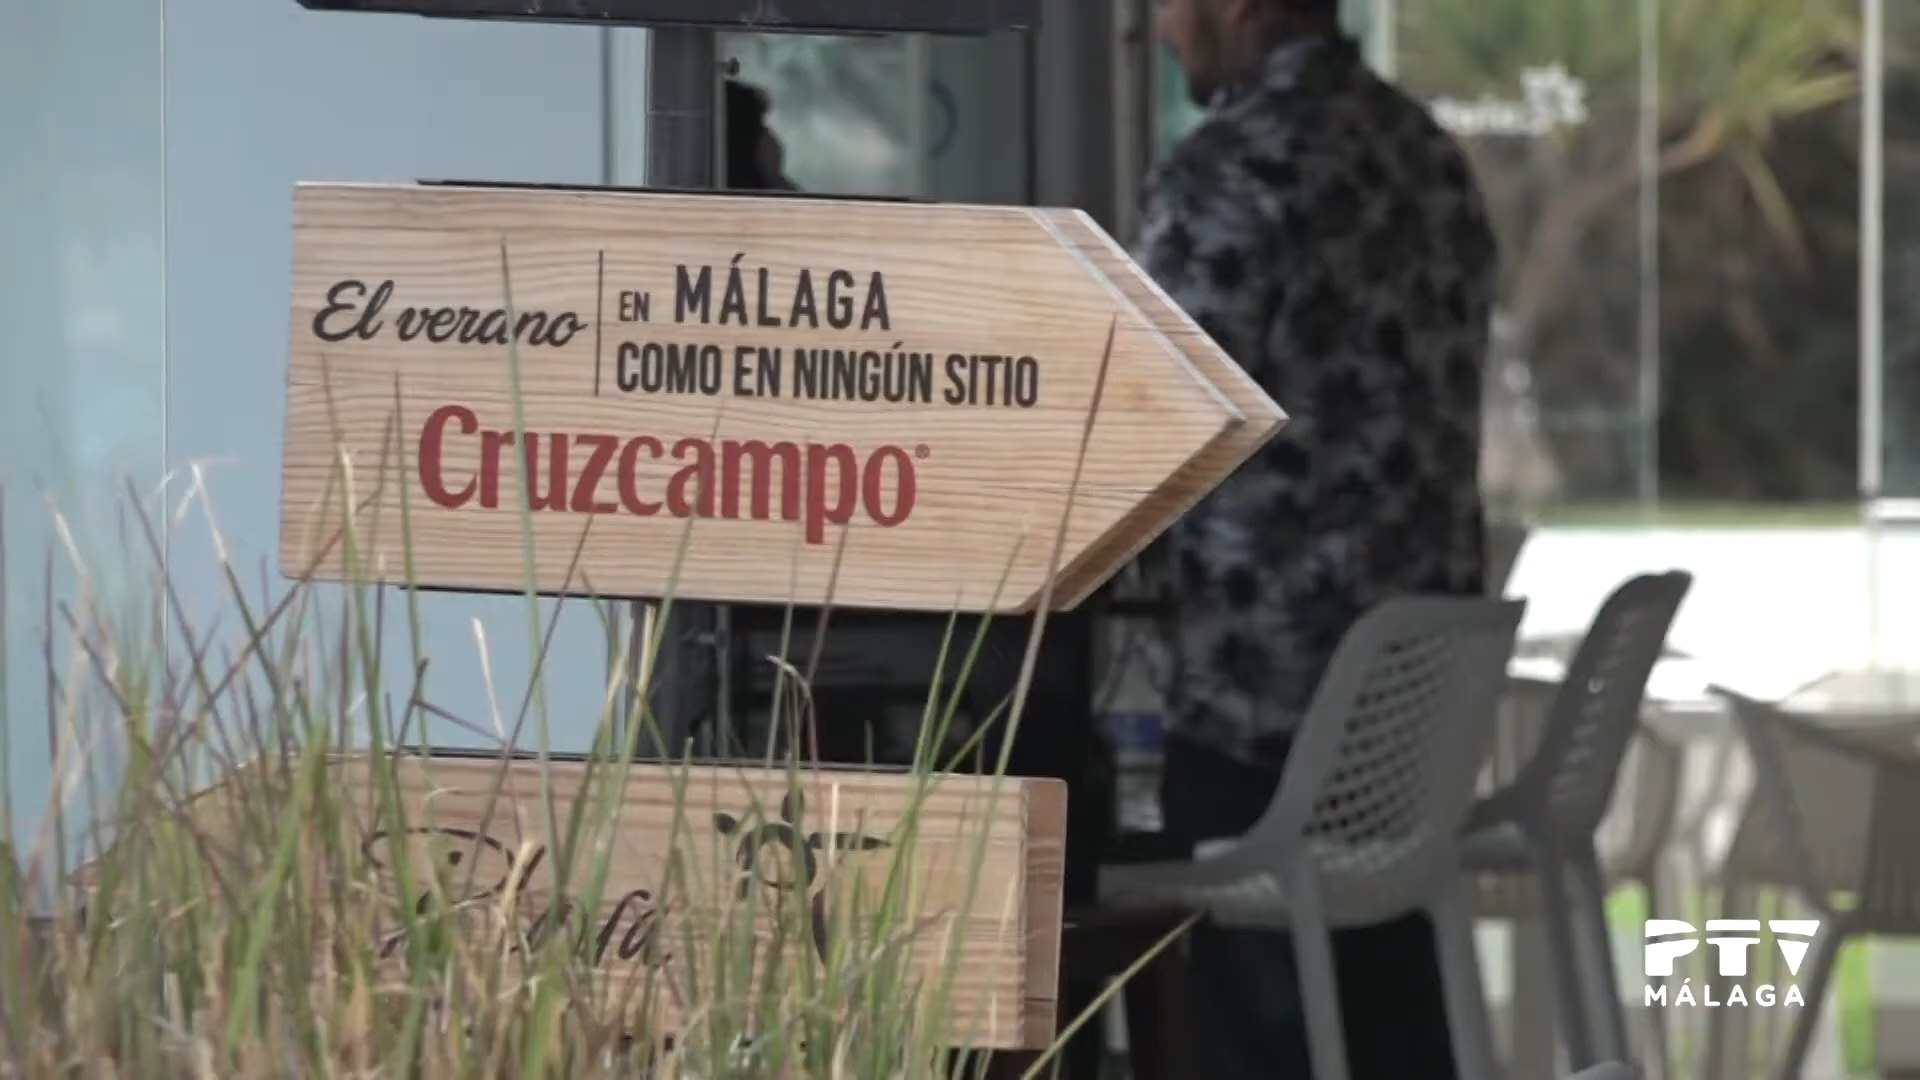 El verano
EN MÁLAGA
COMO EN NINGÚN SITIO
Cruzcampo
PTV
MÁLAGA